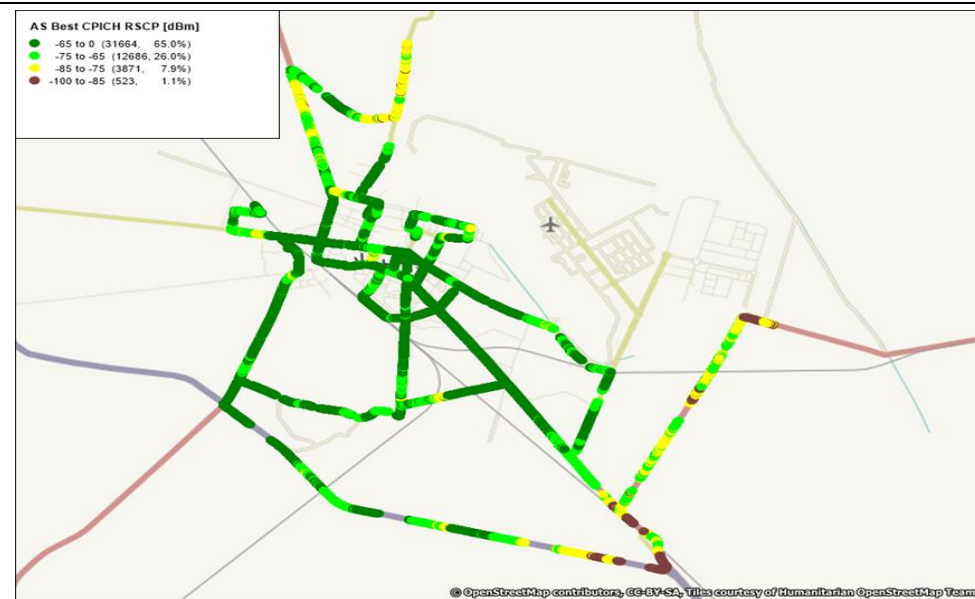 AS Best CPICH RSCP [dBm]
-65 to 0 (31664, 65.0%)
-75 to -65 (12686, 26.0%)
-85 to -75 (3871, 7.9%)
-100 to -85 (523, 1.1%)
© OpenStreetMap contributors, CC-BY-SA, Tiles courtesy of Humanitarian OpenStreetMap Team